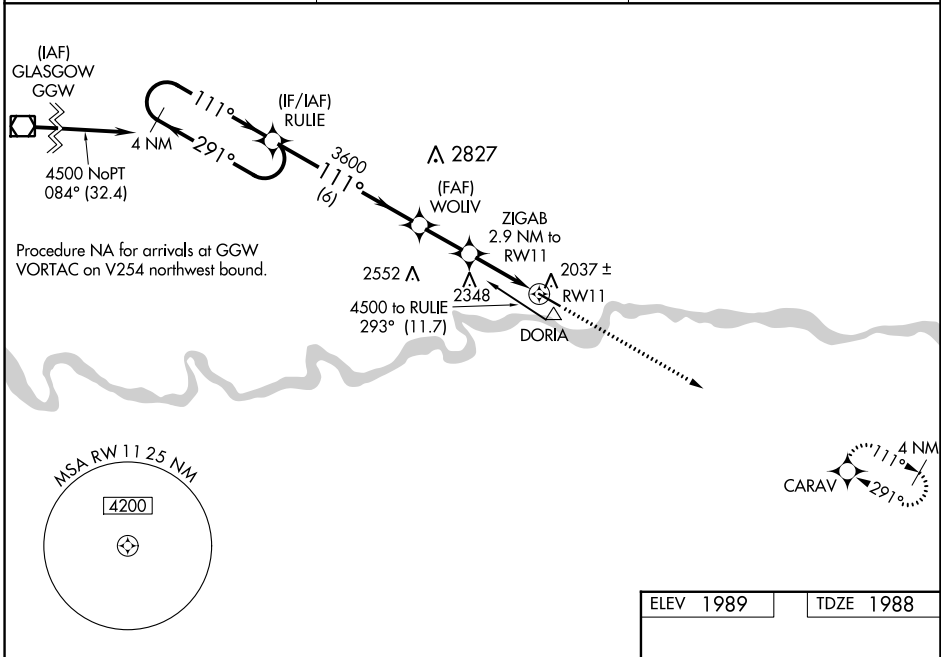 (IAF)
GLASGOW
GGW
4500 NoPT
084° (32.4)
4 NM
111°
291°
(IF/IAF)
RULIE
3600
111°
(6)
2827
(FAF)
WOLIV
ZIGAB
2.9 NM to
RW11
2552
2348
2037 ±
RW11
4500 to RULIE
293° (11.7)
DORIA
Procedure NA for arrivals at GGW
VORTAC on V254 northwest bound.
MSA RW 11 25 NM
4200
CARAV
111°
291°
4 NM
ELEV 1989
TDZE 1988